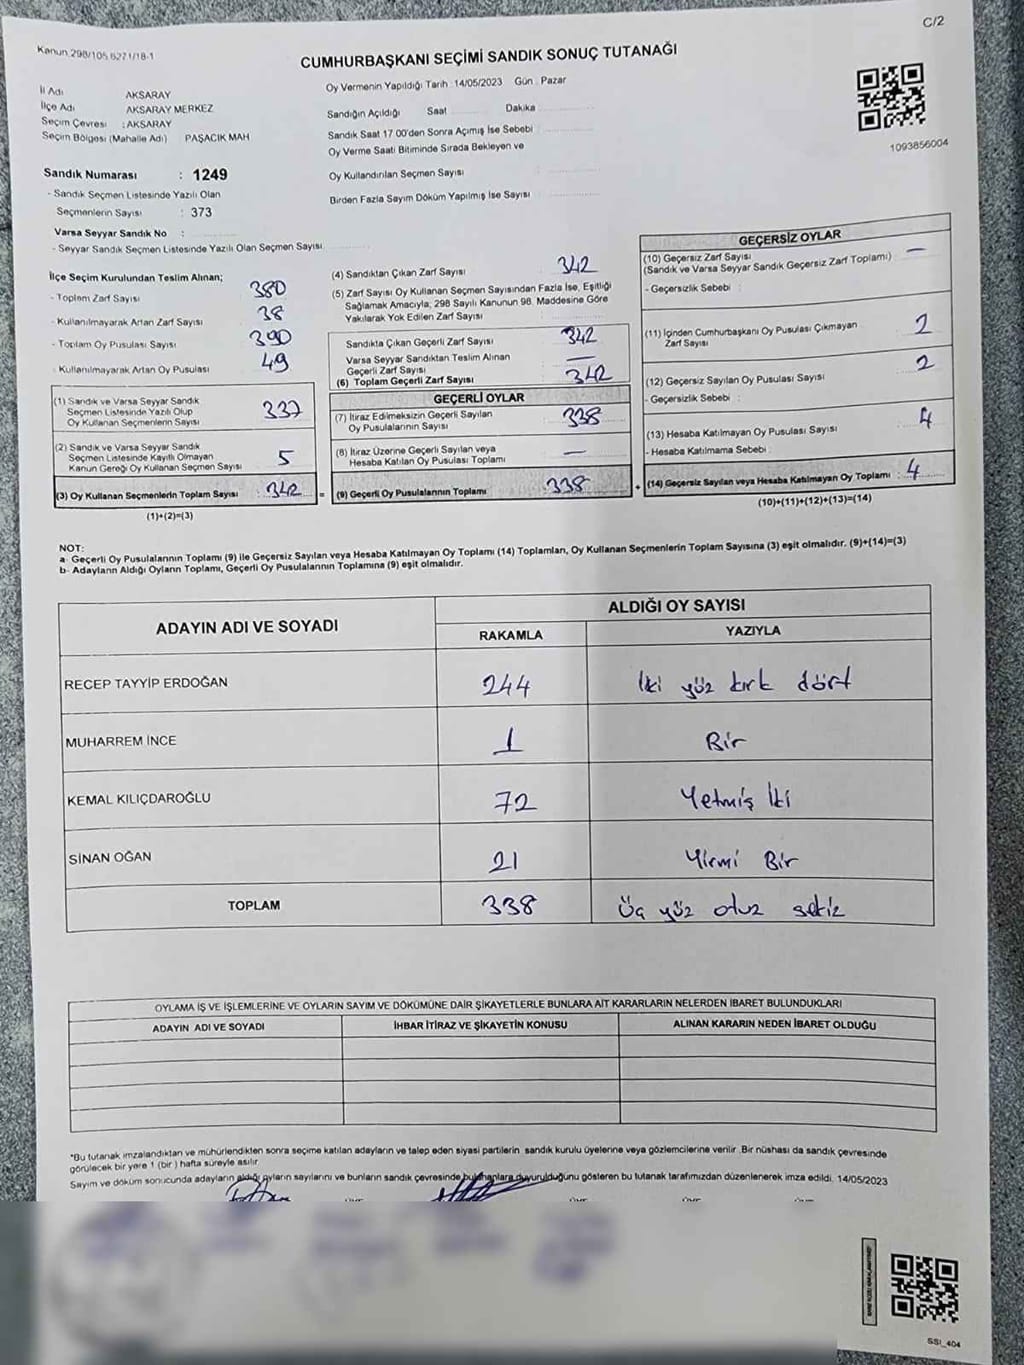 C/2
Kanun 298/105,6271/18-1
CUMHURBAŞKANI SEÇİMİ SANDIK SONUÇ TUTANAĞI
İl Adı AKSARAY
İlçe Adı AKSARAY MERKEZ
Seçim Çevresi : AKSARAY
Seçim Bölgesi (Mahalle Adı) PAŞACIK MAH
Sandık Numarası : 1249
- Sandık Seçmen Listesinde Yazılı Olan
Seçmenlerin Sayısı : 373
Varsa Seyyar Sandık No :
- Seyyar Sandık Seçmen Listesinde Yazılı Olan Seçmen Sayısı
Oy Vermenin Yapıldığı Tarih : 14/05/2023 Gün : Pazar
Sandığın Açıldığı Saat Dakika
Sandık Saat 17 00'den Sonra Açımış İse Sebebi :
Oy Verme Saati Bitiminde Sırada Bekleyen ve
Oy Kullandırılan Seçmen Sayısı :
Birden Fazla Sayım Döküm Yapılmış İse Sayısı
1093856004
İlçe Seçim Kurulundan Teslim Alınan;
- Toplam Zarf Sayısı 380
- Kullanılmayarak Artan Zarf Sayısı 38
- Toplam Oy Pusulası Sayısı 390
- Kullanılmayarak Artan Oy Pusulası 49
(1) Sandık ve Varsa Seyyar Sandık
Seçmen Listesinde Yazılı Olup
Oy Kullanan Seçmenlerin Sayısı 337
(2) Sandık ve Varsa Seyyar Sandık
Seçmen Listesinde Kayıtlı Olmayan
Kanun Gereği Oy Kullanan Seçmen Sayısı 5
(3) Oy Kullanan Seçmenlerin Toplam Sayısı : 342
(1)+(2)=(3)
(4) Sandıktan Çıkan Zarf Sayısı 342
(5) Zarf Sayısı Oy Kullanan Seçmen Sayısından Fazla İse, Eşitliği
Sağlamak Amacıyla; 298 Sayılı Kanunun 98. Maddesine Göre
Yakılarak Yok Edilen Zarf Sayısı :
Sandıkta Çıkan Geçerli Zarf Sayısı 342
Varsa Seyyar Sandıktan Teslim Alınan
Geçerli Zarf Sayısı —
(6) Toplam Geçerli Zarf Sayısı 342
GEÇERLİ OYLAR
(7) İtiraz Edilmeksizin Geçerli Sayılan
Oy Pusulalarının Sayısı 338
(8) İtiraz Üzerine Geçerli Sayılan veya
Hesaba Katılan Oy Pusulası Toplamı —
= (9) Geçerli Oy Pusulalarının Toplamı 338
GEÇERSİZ OYLAR
(10) Geçersiz Zarf Sayısı —
(Sandık ve Varsa Seyyar Sandık Geçersiz Zarf Toplamı)
- Geçersizlik Sebebi :
(11) İçinden Cumhurbaşkanı Oy Pusulası Çıkmayan
Zarf Sayısı 2
(12) Geçersiz Sayılan Oy Pusulası Sayısı 2
- Geçersizlik Sebebi :
(13) Hesaba Katılmayan Oy Pusulası Sayısı 4
- Hesaba Katılmama Sebebi :
+ (14) Geçersiz Sayılan veya Hesaba Katılmayan Oy Toplamı : 4
(10)+(11)+(12)+(13)=(14)
NOT:
a- Geçerli Oy Pusulalarının Toplamı (9) ile Geçersiz Sayılan veya Hesaba Katılmayan Oy Toplamı (14) Toplamları, Oy Kullanan Seçmenlerin Toplam Sayısına (3) eşit olmalıdır. (9)+(14)=(3)
b- Adayların Aldığı Oyların Toplamı, Geçerli Oy Pusulalarının Toplamına (9) eşit olmalıdır.
ADAYIN ADI VE SOYADI
ALDIĞI OY SAYISI
RAKAMLA YAZIYLA
RECEP TAYYİP ERDOĞAN 244 İki yüz kırk dört
MUHARREM İNCE 1 Bir
KEMAL KILIÇDAROĞLU 72 Yetmiş İki
SİNAN OĞAN 21 Yirmi Bir
TOPLAM 338 Üç yüz otuz sekiz
OYLAMA İŞ VE İŞLEMLERİNE VE OYLARIN SAYIM VE DÖKÜMÜNE DAİR ŞİKAYETLERLE BUNLARA AİT KARARLARIN NELERDEN İBARET BULUNDUKLARI
ADAYIN ADI VE SOYADI İHBAR İTİRAZ VE ŞİKAYETİN KONUSU ALINAN KARARIN NEDEN İBARET OLDUĞU
*Bu tutanak imzalandıktan ve mühürlendikten sonra seçime katılan adayların ve talep eden siyasi partilerin sandık kurulu üyelerine veya gözlemcilerine verilir. Bir nüshası da sandık çevresinde
görülecek bir yere 1 (bir) hafta süreyle asılır
Sayım ve döküm sonucunda adayların aldığı oyların sayılarını ve bunların sandık çevresinde bulunanlara duyurulduğunu gösteren bu tutanak tarafımızdan düzenlenerek imza edildi. 14/05/2023
SSI_404